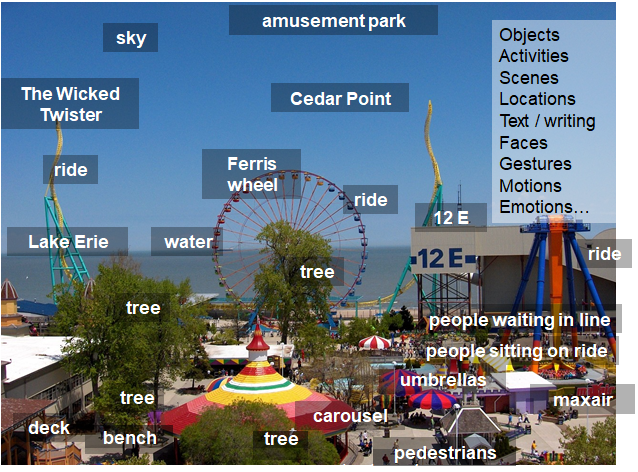 amusement park
sky
Objects
Activities
Scenes
Locations
Text / writing
Faces
Gestures
Motions
Emotions...
The Wicked
Twister
Cedar Point
ride
Ferris
wheel
ride
12 E
Lake Erie
water
12 E
ride
tree
tree
people waiting in line
people sitting on ride
umbrellas
tree
maxair
carousel
deck
bench
tree
pedestrians